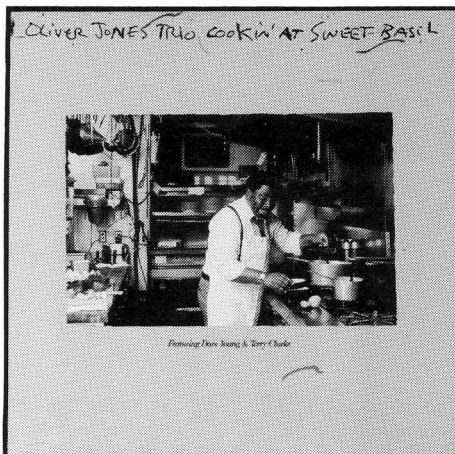 OLIVER JONES TRIO COOKIN' AT SWEET BASIL
Featuring Dave Young & Terry Clarke